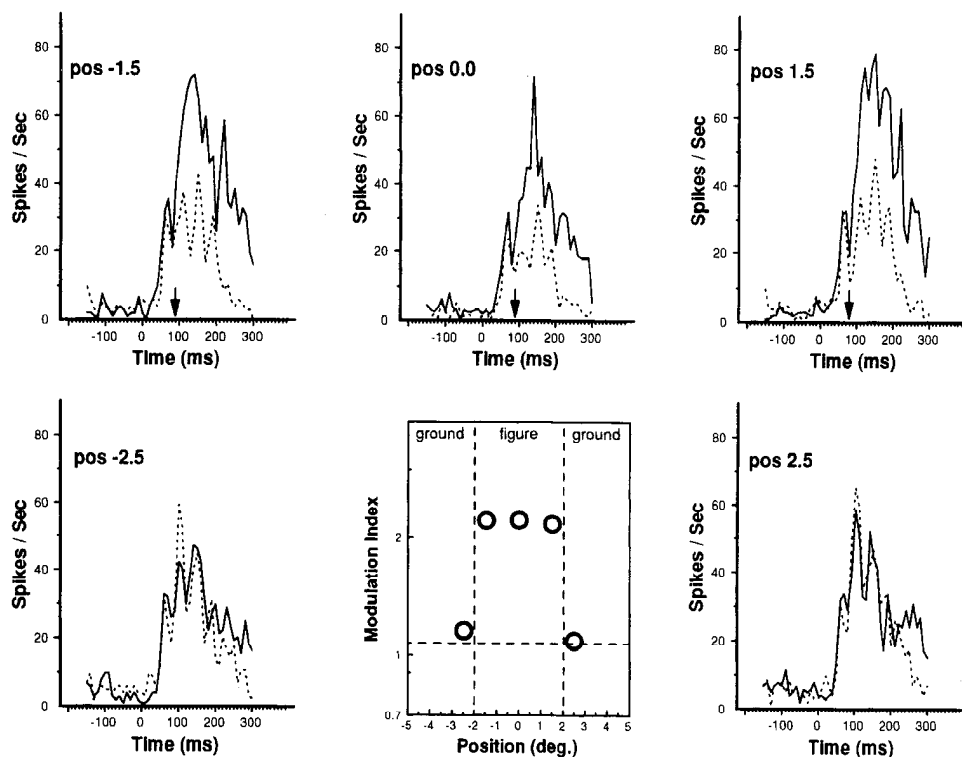 pos -1.5
80
60
40
20
0
Spikes / Sec
-100 0 100 200 300
Time (ms)
pos 0.0
80
60
40
20
0
Spikes / Sec
-100 0 100 200 300
Time (ms)
pos 1.5
80
60
40
20
0
Spikes / Sec
-100 0 100 200 300
Time (ms)
pos -2.5
80
60
40
20
0
Spikes / Sec
-100 0 100 200 300
Time (ms)
ground figure ground
2
1
0.7
Modulation Index
-5 -4 -3 -2 -1 0 1 2 3 4 5
Position (deg.)
pos 2.5
80
60
40
20
0
Spikes / Sec
-100 0 100 200 300
Time (ms)